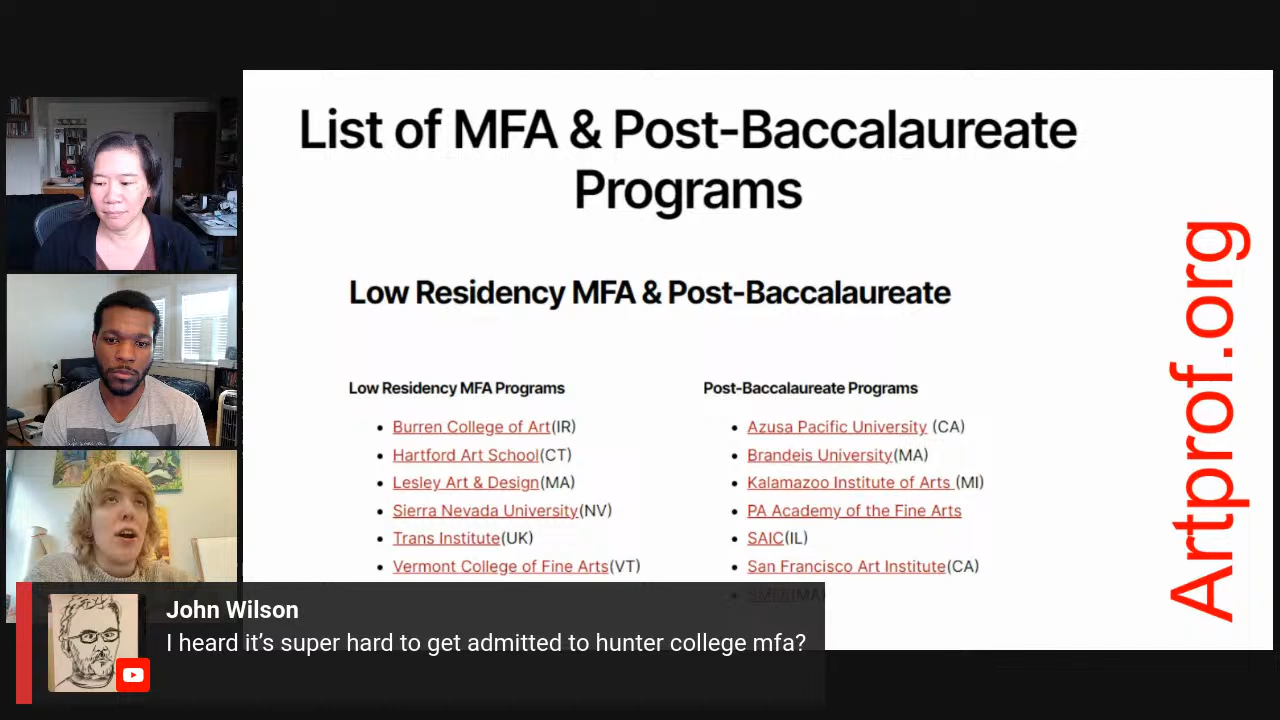 List of MFA & Post-Baccalaureate
Programs
Low Residency MFA & Post-Baccalaureate
Low Residency MFA Programs
Burren College of Art(IR)
Hartford Art School(CT)
Lesley Art & Design(MA)
Sierra Nevada University(NV)
Trans Institute(UK)
Vermont College of Fine Arts(VT)
Post-Baccalaureate Programs
Azusa Pacific University (CA)
Brandeis University(MA)
Kalamazoo Institute of Arts (MI)
PA Academy of the Fine Arts
SAIC(IL)
San Francisco Art Institute(CA)
Artprof.org
John Wilson
I heard it’s super hard to get admitted to hunter college mfa?